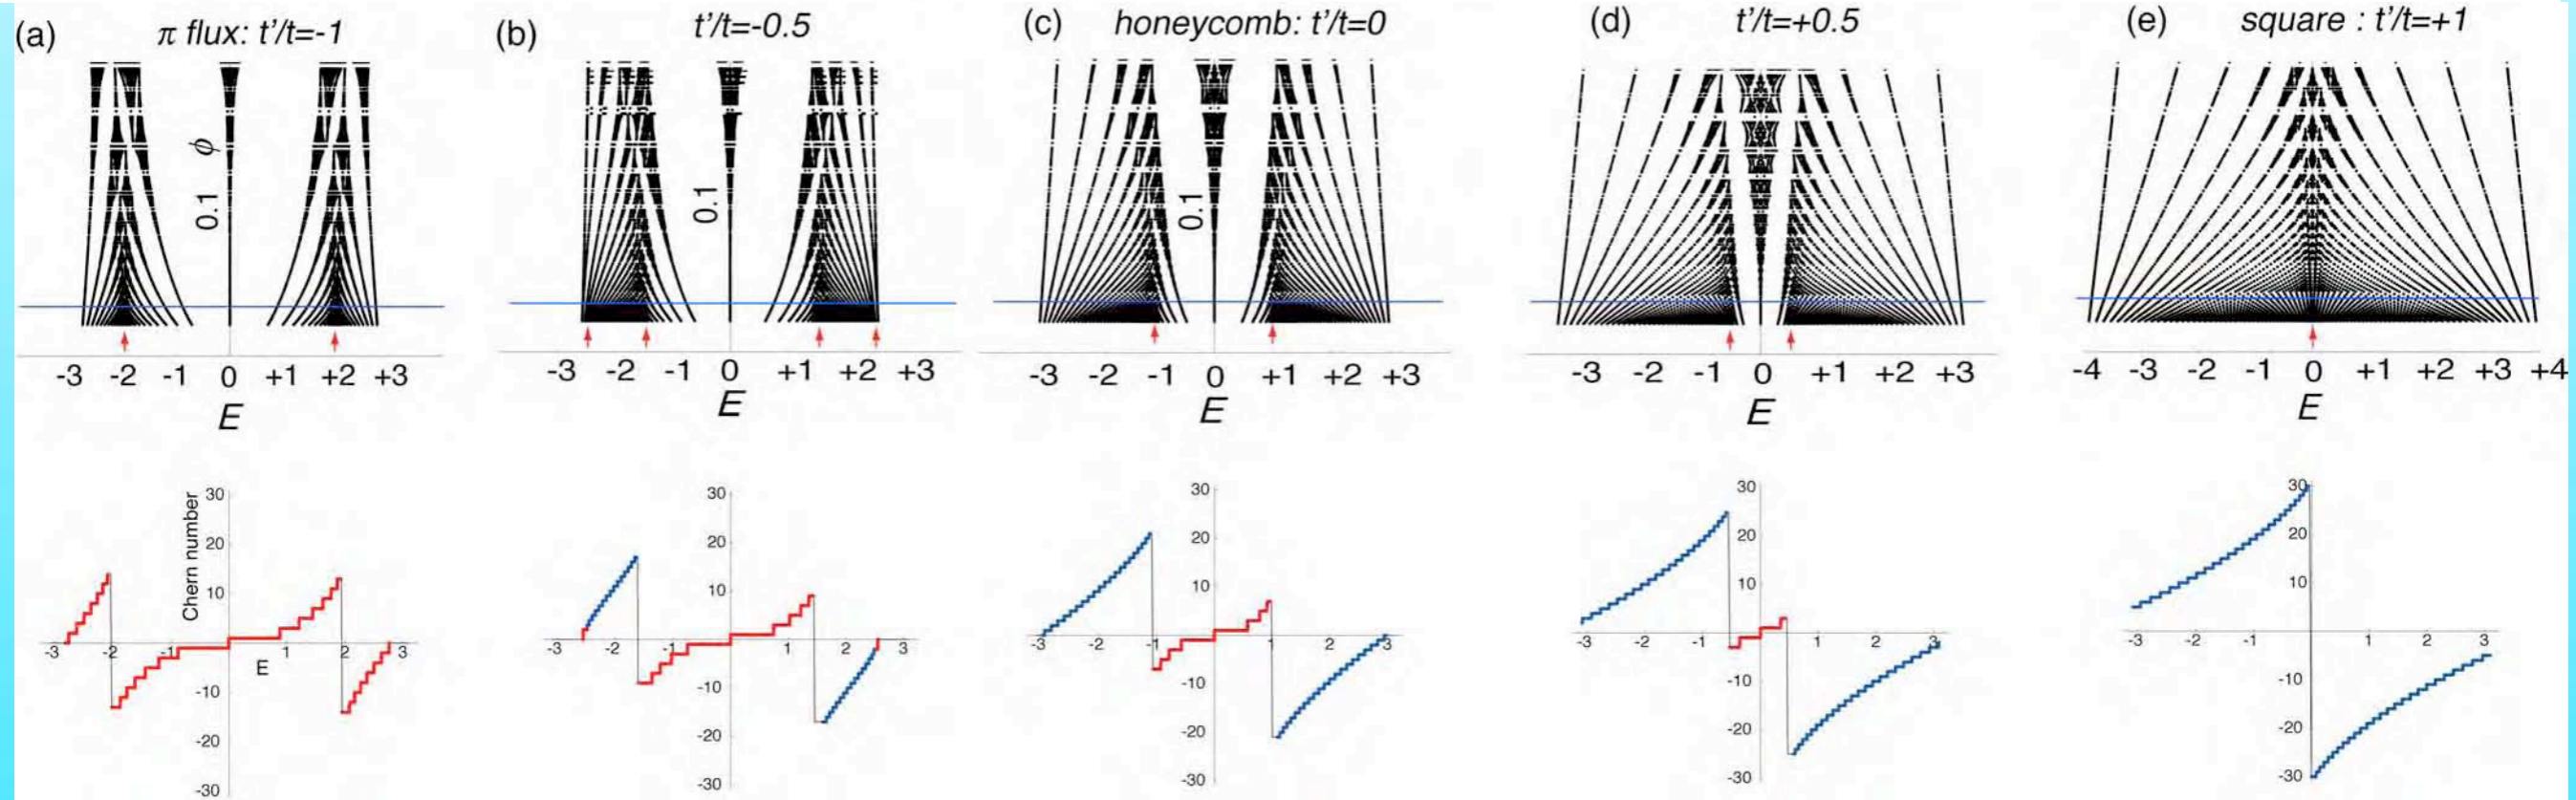 (a) π flux: t'/t=-1
(b) t'/t=-0.5
(c) honeycomb: t'/t=0
(d) t'/t=+0.5
(e) square : t'/t=+1
ϕ
0.1
0.1
0.1
-3 -2 -1 0 +1 +2 +3
E
-3 -2 -1 0 +1 +2 +3
E
-3 -2 -1 0 +1 +2 +3
E
-3 -2 -1 0 +1 +2 +3
E
-4 -3 -2 -1 0 +1 +2 +3 +4
E
Chern number
30
20
10
-3 -2 -1 1 2 3
E
-10
-20
-30
30
20
10
-3 -2 -1 1 2 3
-10
-20
-30
30
20
10
-3 -2 -1 1 2 3
-10
-20
-30
30
20
10
-3 -2 -1 1 2 3
-10
-20
-30
30
20
10
-3 -2 -1 1 2 3
-10
-20
-30